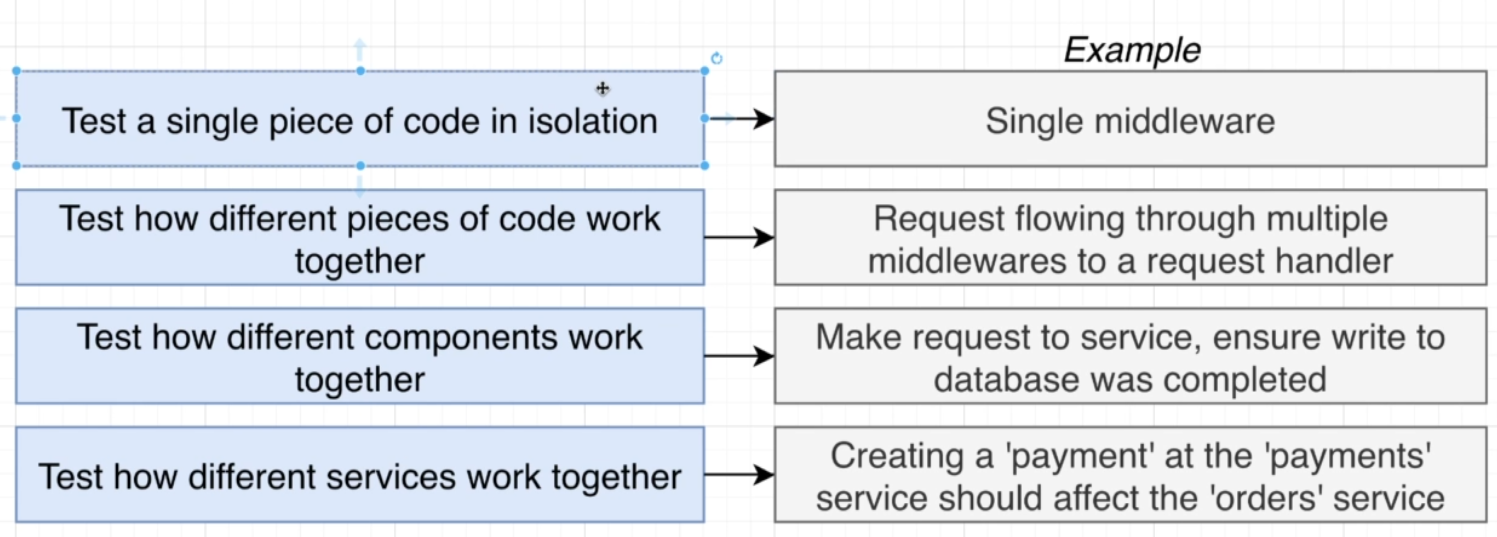 Example
Test a single piece of code in isolation
Single middleware
Test how different pieces of code work
together
Request flowing through multiple
middlewares to a request handler
Test how different components work
together
Make request to service, ensure write to
database was completed
Test how different services work together
Creating a 'payment' at the 'payments'
service should affect the 'orders' service